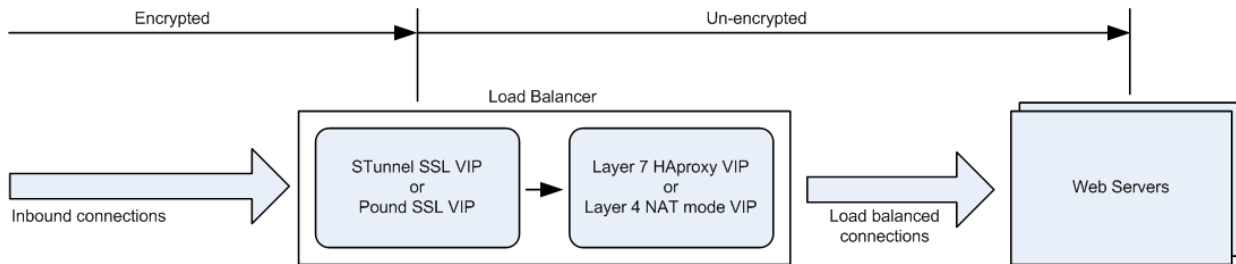 Encrypted
Un-encrypted
Load Balancer
STunnel SSL VIP
or
Pound SSL VIP
Layer 7 HAproxy VIP
or
Layer 4 NAT mode VIP
Web Servers
Inbound connections
Load balanced
connections